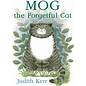 MOG
the Forgetful Cat
Judith Kerr